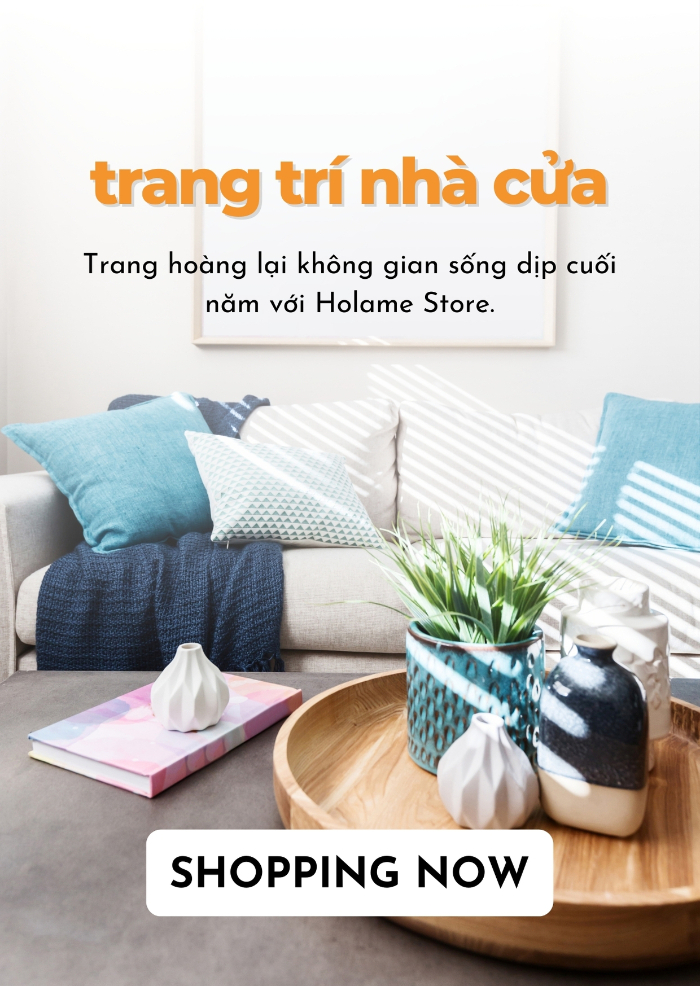 trang trí nhà cửa
Trang hoàng lại không gian sống dịp cuối
năm với Holame Store.
SHOPPING NOW